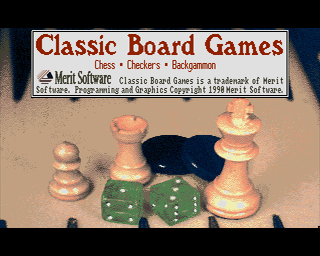 Classic Board Games
Chess • Checkers • Backgammon
Merit Software Classic Board Games is a trademark of Merit
Software. Programming and Graphics Copyright 1990 Merit Software.